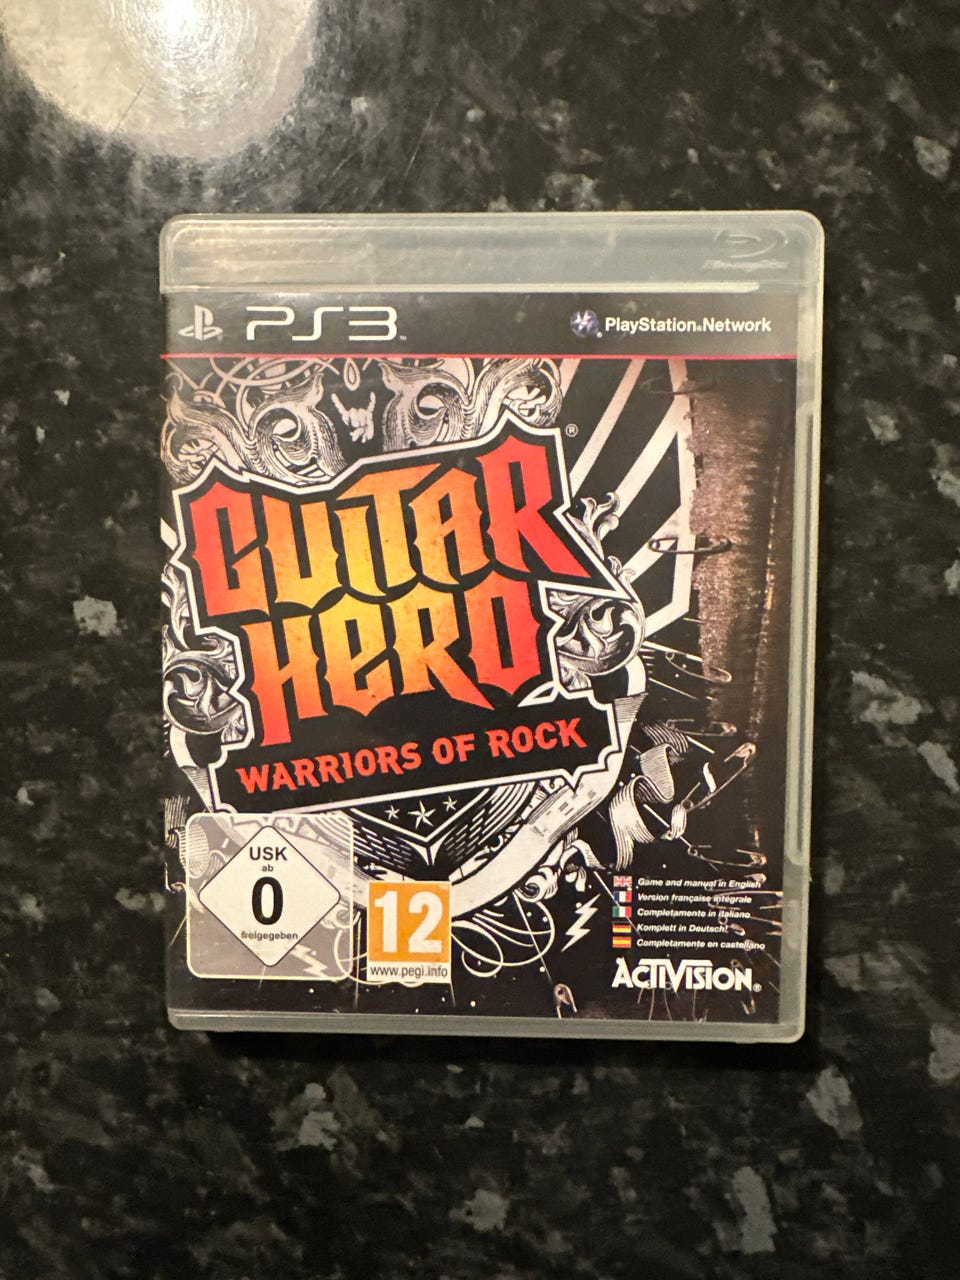 PS3™
PlayStation®Network
GUITAR
HERO®
WARRIORS OF ROCK
USK
ab
0
freigegeben
12
www.pegi.info
Game and manual in English
Version française intégrale
Completamente in italiano
Komplett in Deutsch!
Completamente en castellano
ACTIVISION®